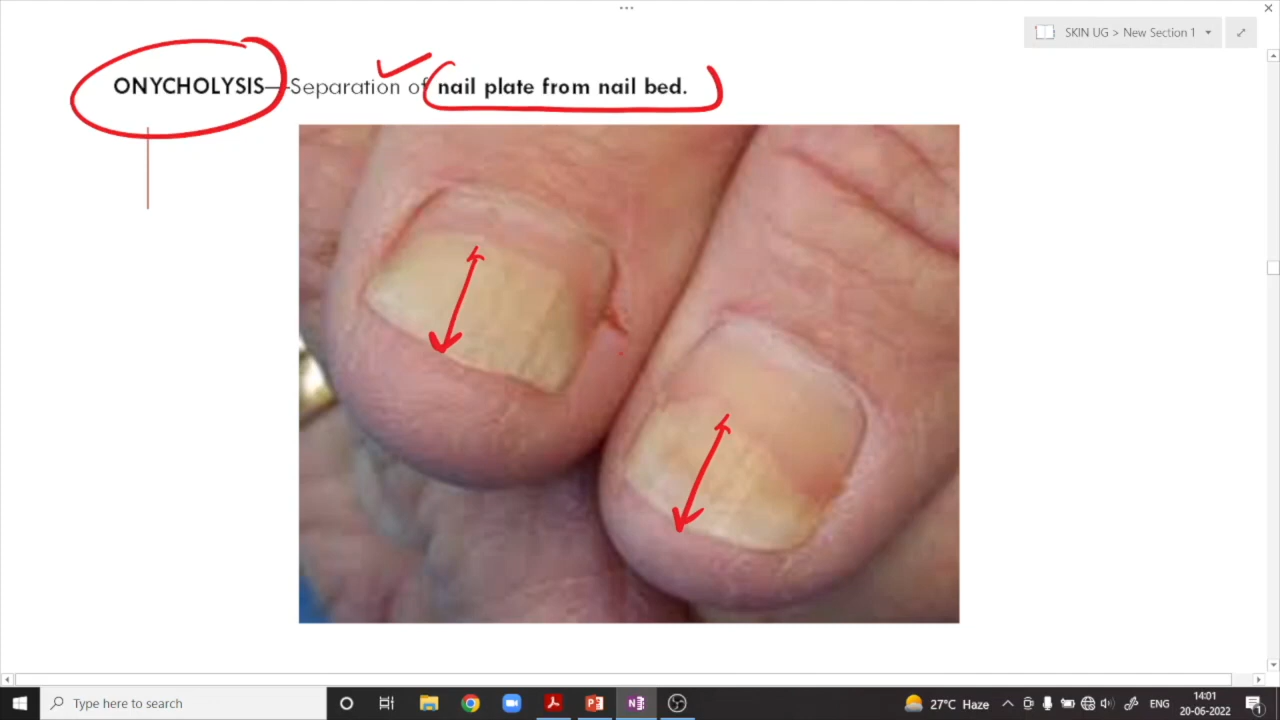 SKIN UG > New Section 1
ONYCHOLYSIS—Separation of nail plate from nail bed.
Type here to search
27°C Haze
ENG
14:01
20-06-2022
1